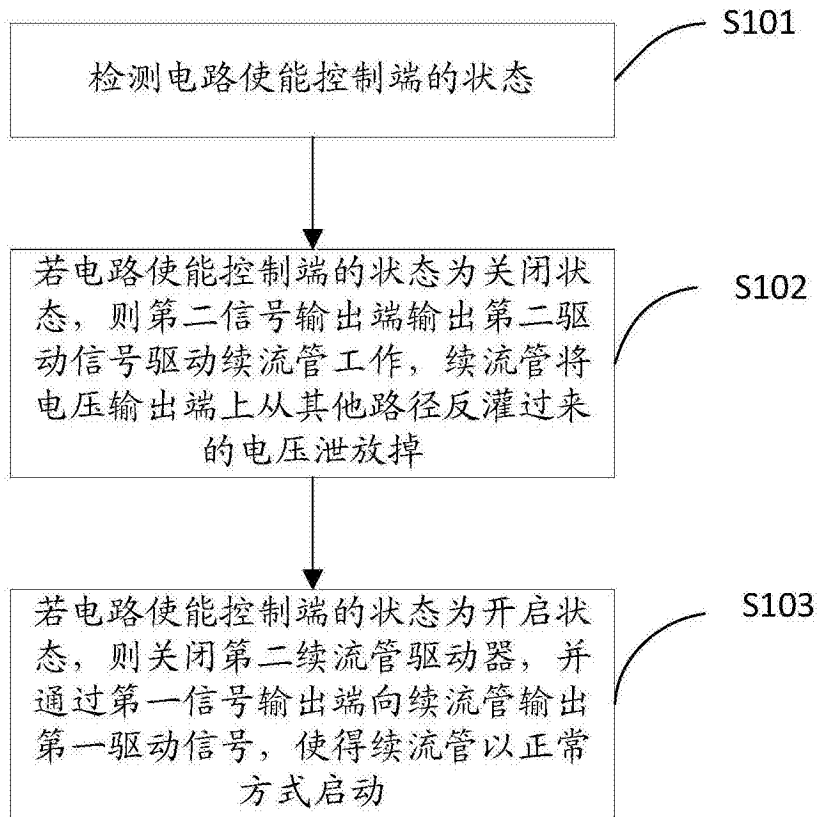 S101
检测电路使能控制端的状态
S102
若电路使能控制端的状态为关闭状
态，则第二信号输出端输出第二驱
动信号驱动续流管工作，续流管将
电压输出端上从其他路径反灌过来
的电压泄放掉
S103
若电路使能控制端的状态为开启状
态，则关闭第二续流管驱动器，并
通过第一信号输出端向续流管输出
第一驱动信号，使得续流管以正常
方式启动